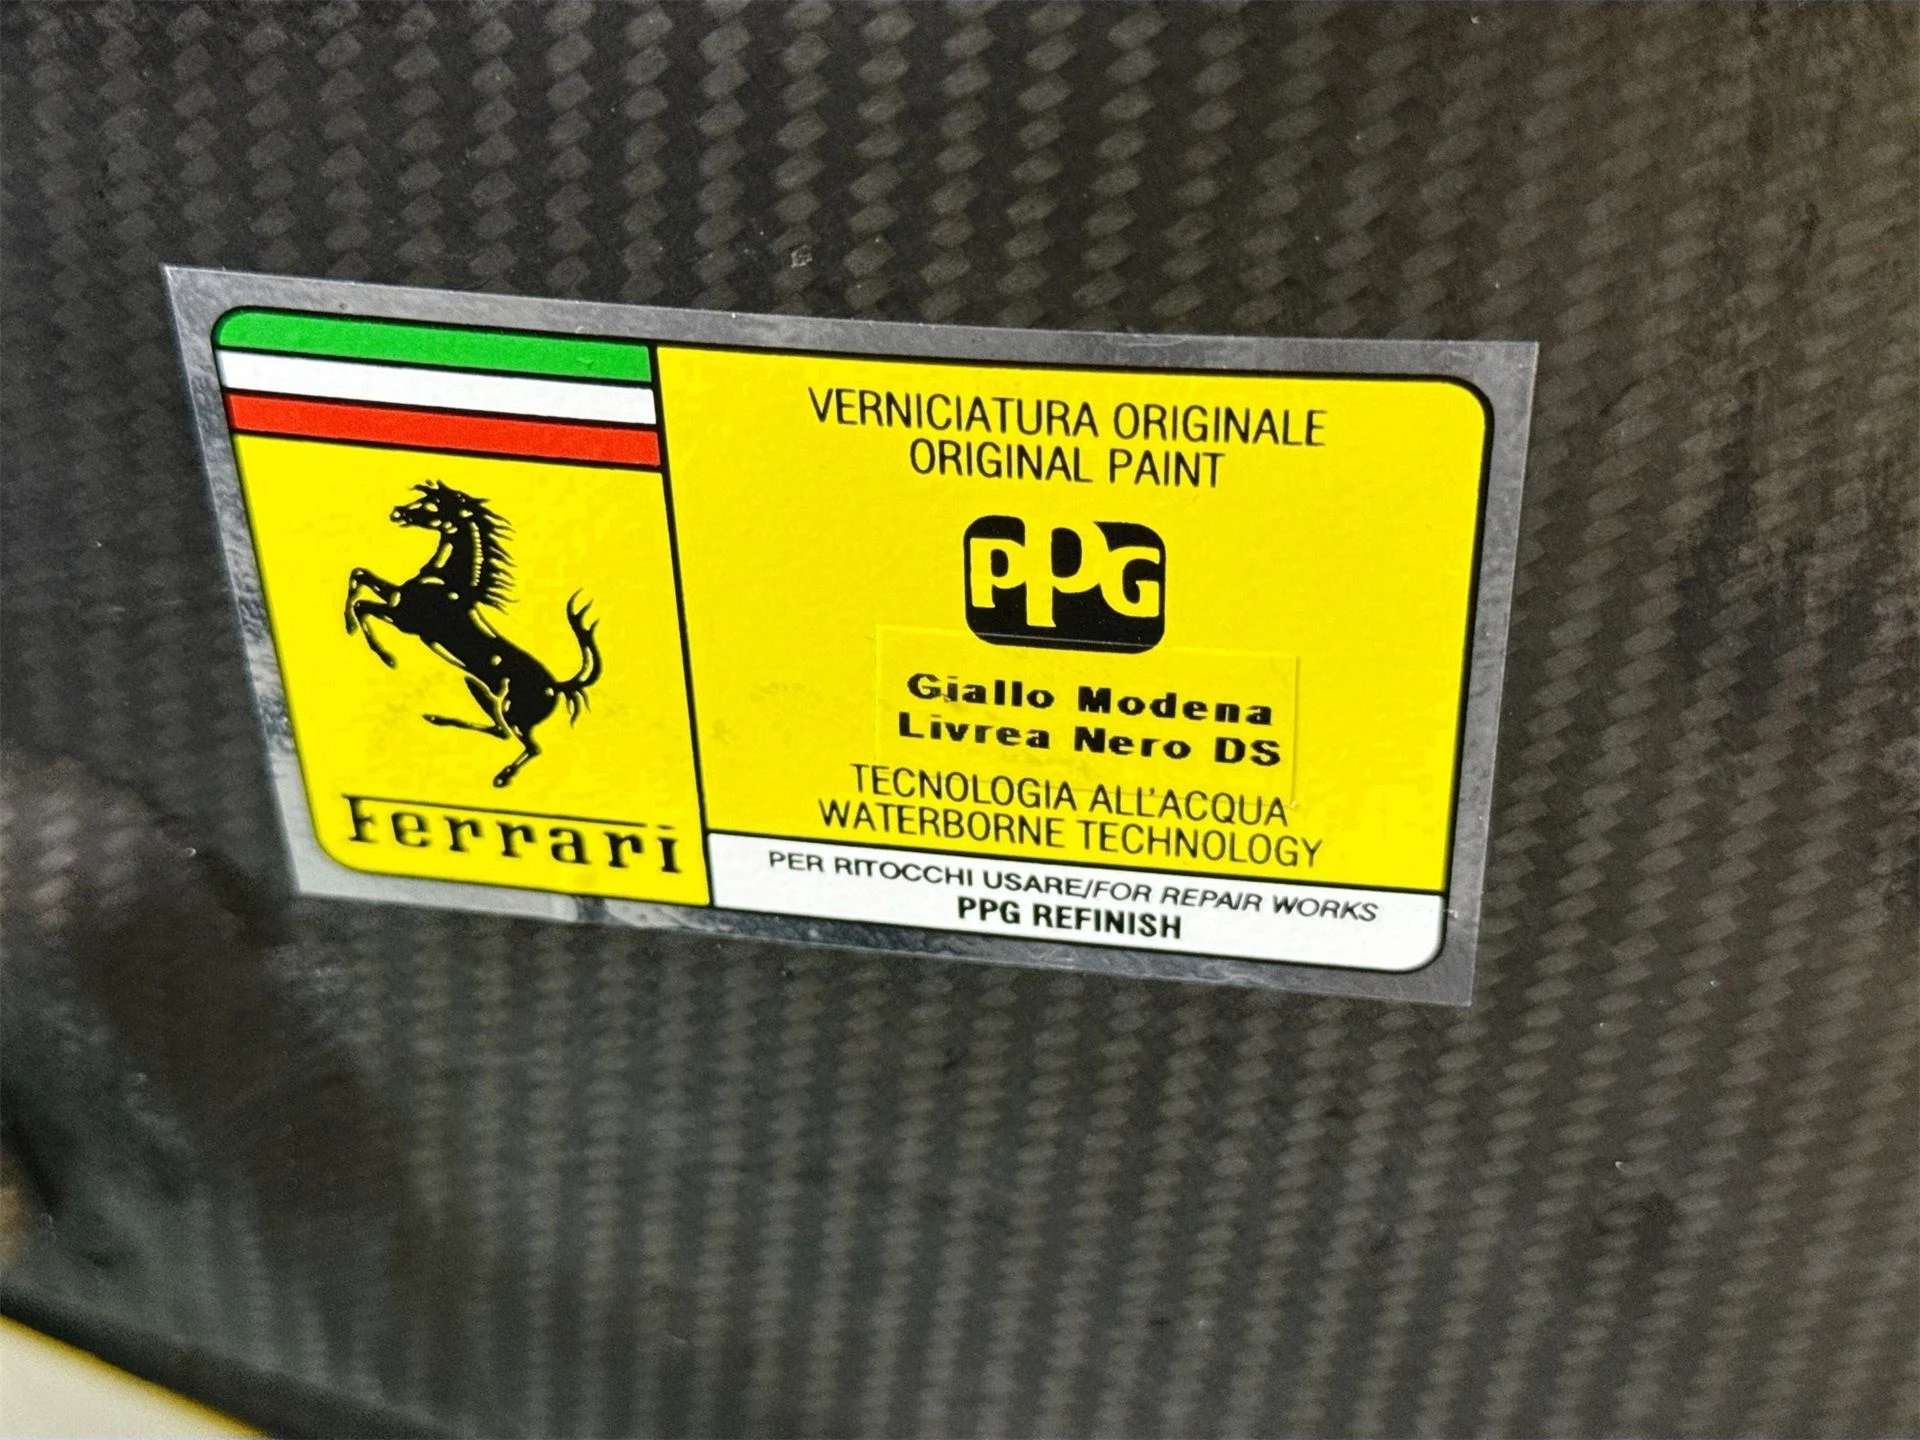 VERNICIATURA ORIGINALE
ORIGINAL PAINT
PPG
Giallo Modena
Livrea Nero DS
TECNOLOGIA ALL'ACQUA
WATERBORNE TECHNOLOGY
Ferrari
PER RITOCCHI USARE/FOR REPAIR WORKS
PPG REFINISH